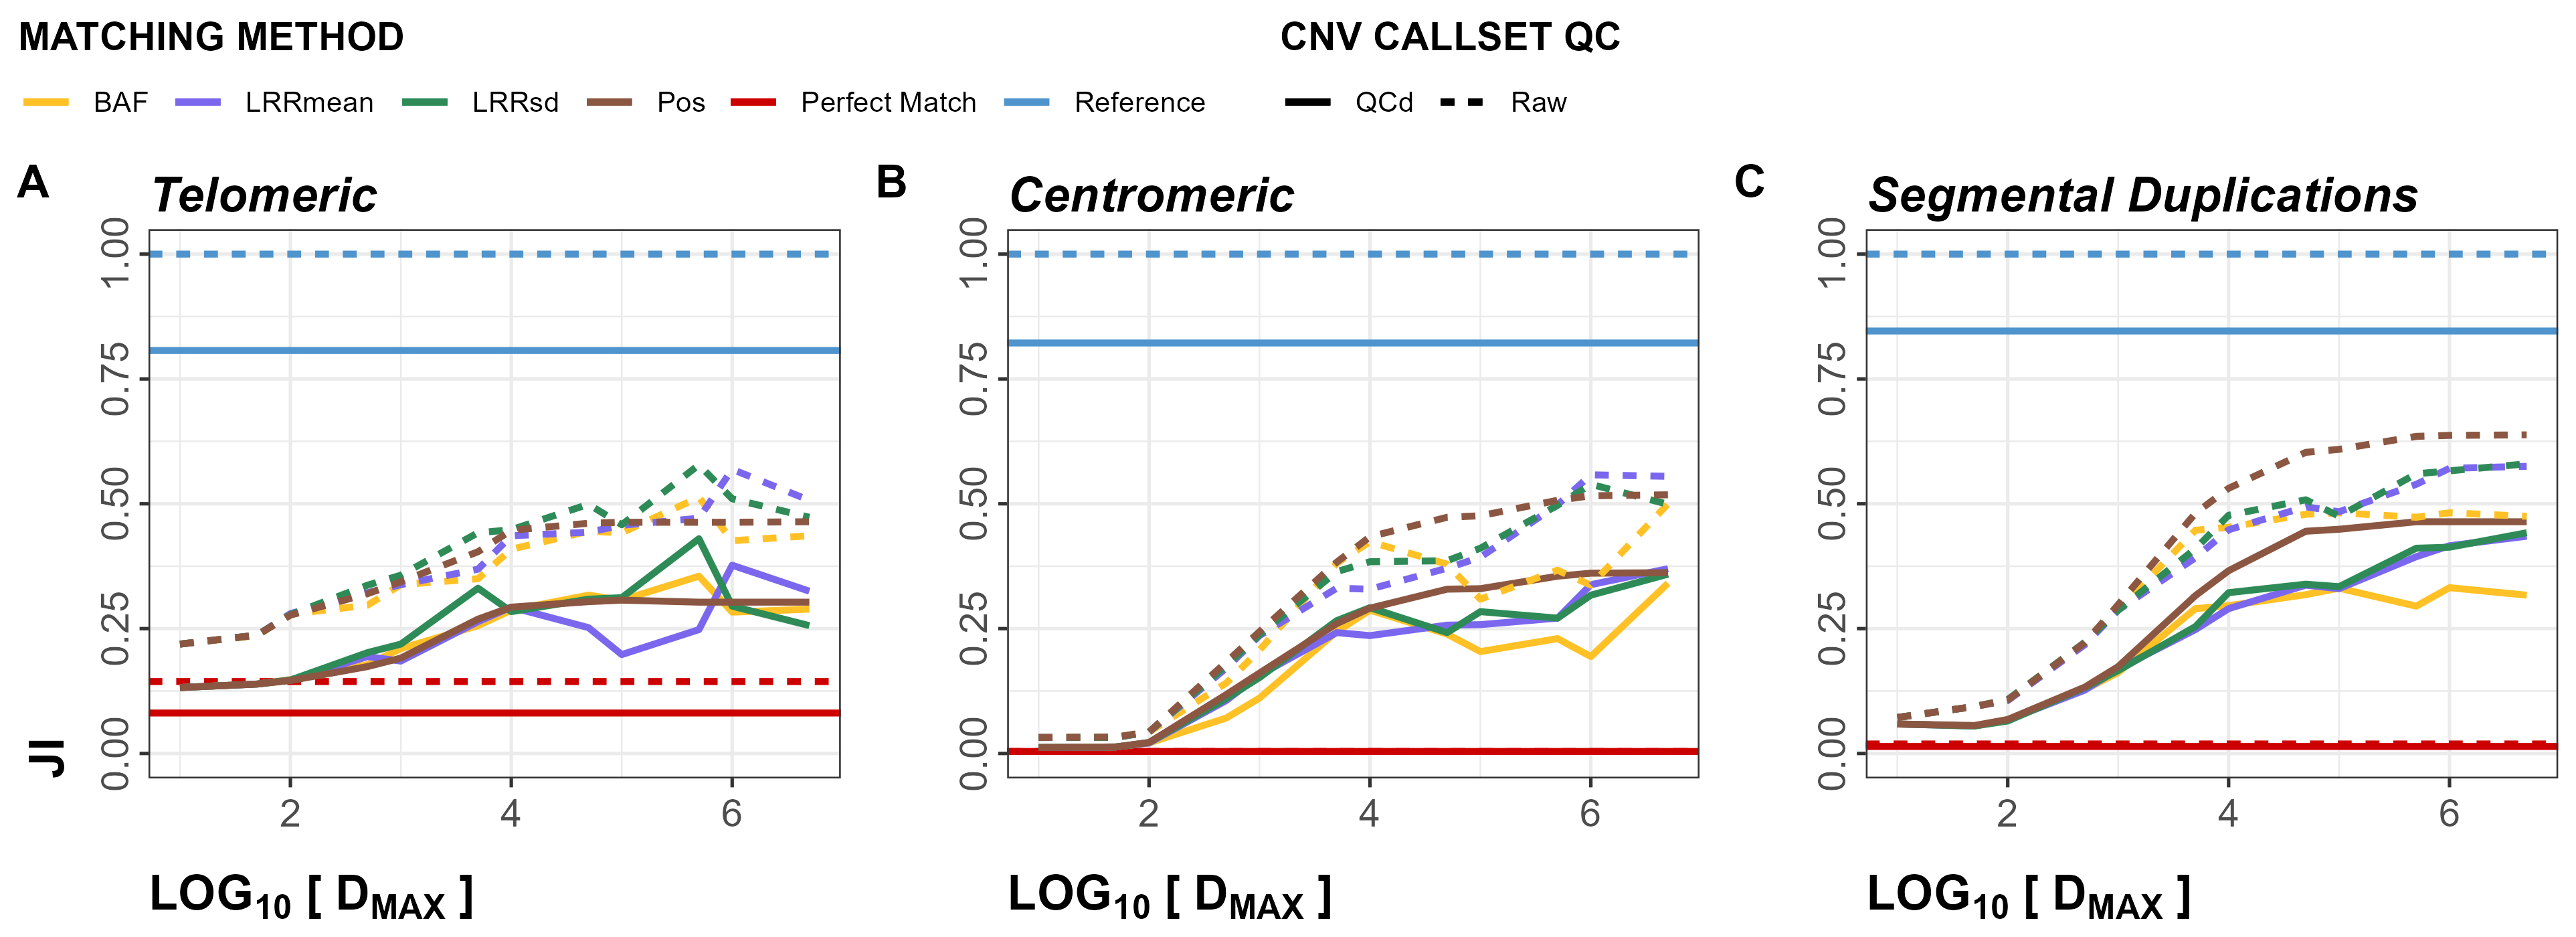 MATCHING METHOD CNV CALLSET QC
BAF LRRmean LRRsd Pos Perfect Match Reference QCd Raw
A Telomeric B Centromeric C Segmental Duplications
1.00 1.00 1.00
0.75 0.75 0.75
0.50 0.50 0.50
0.25 0.25 0.25
0.00 0.00 0.00
JI
2 4 6 2 4 6 2 4 6
LOG10 [ DMAX ] LOG10 [ DMAX ] LOG10 [ DMAX ]